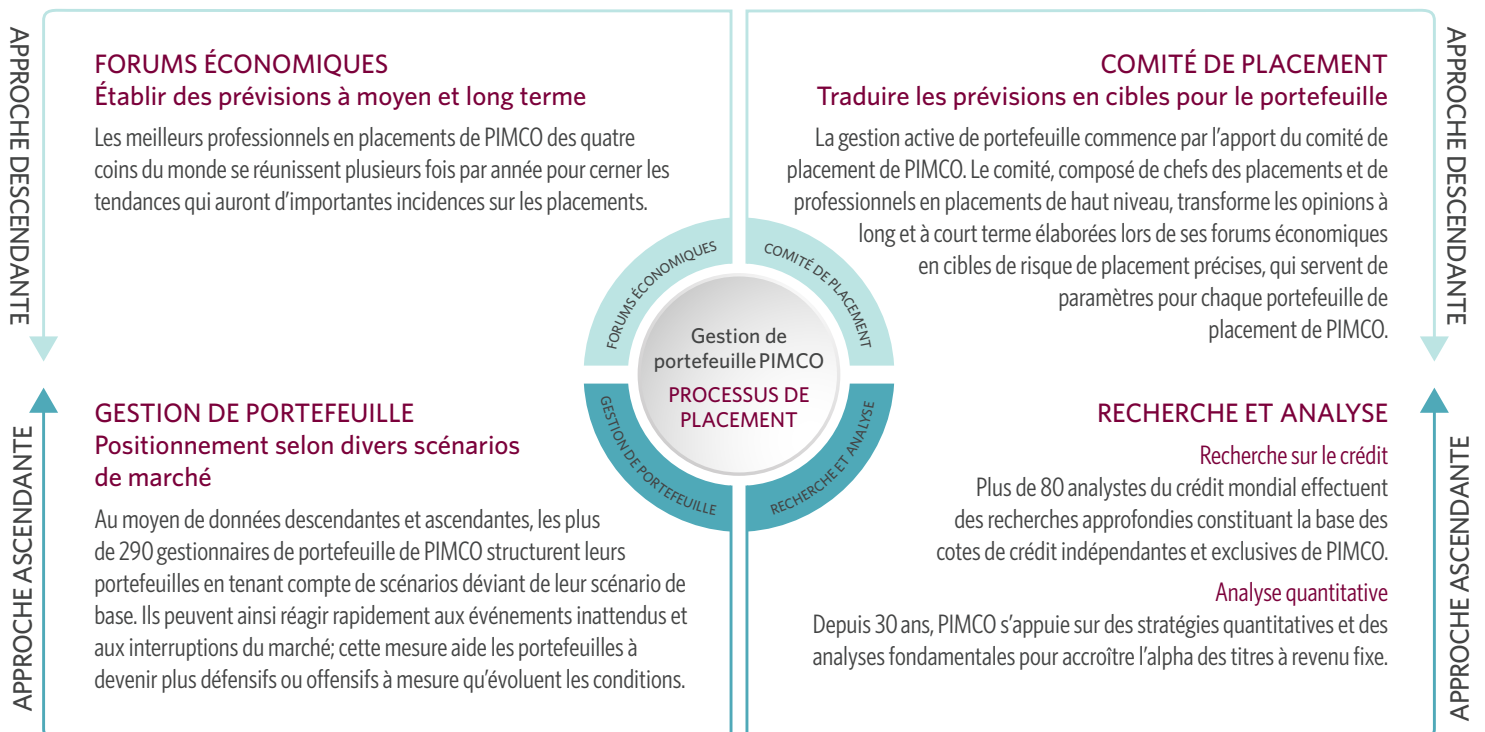 APPROCHE DESCENDANTE
FORUMS ÉCONOMIQUES
Établir des prévisions à moyen et long terme
Les meilleurs professionnels en placements de PIMCO des quatre
coins du monde se réunissent plusieurs fois par année pour cerner les
tendances qui auront d’importantes incidences sur les placements.
COMITÉ DE PLACEMENT
Traduire les prévisions en cibles pour le portefeuille
La gestion active de portefeuille commence par l’apport du comité de
placement de PIMCO. Le comité, composé de chefs des placements et de
professionnels en placements de haut niveau, transforme les opinions à
long et à court terme élaborées lors de ses forums économiques
en cibles de risque de placement précises, qui servent de
paramètres pour chaque portefeuille de
placement de PIMCO.
APPROCHE DESCENDANTE
FORUMS ÉCONOMIQUES
COMITÉ DE PLACEMENT
Gestion de
portefeuille PIMCO
PROCESSUS DE
PLACEMENT
GESTION DE PORTEFEUILLE
RECHERCHE ET ANALYSE
APPROCHE ASCENDANTE
GESTION DE PORTEFEUILLE
Positionnement selon divers scénarios
de marché
Au moyen de données descendantes et ascendantes, les plus
de 290 gestionnaires de portefeuille de PIMCO structurent leurs
portefeuilles en tenant compte de scénarios déviant de leur scénario de
base. Ils peuvent ainsi réagir rapidement aux événements inattendus et
aux interruptions du marché; cette mesure aide les portefeuilles à
devenir plus défensifs ou offensifs à mesure qu’évoluent les conditions.
RECHERCHE ET ANALYSE
Recherche sur le crédit
Plus de 80 analystes du crédit mondial effectuent
des recherches approfondies constituant la base des
cotes de crédit indépendantes et exclusives de PIMCO.
Analyse quantitative
Depuis 30 ans, PIMCO s’appuie sur des stratégies quantitatives et des
analyses fondamentales pour accroître l’alpha des titres à revenu fixe.
APPROCHE ASCENDANTE